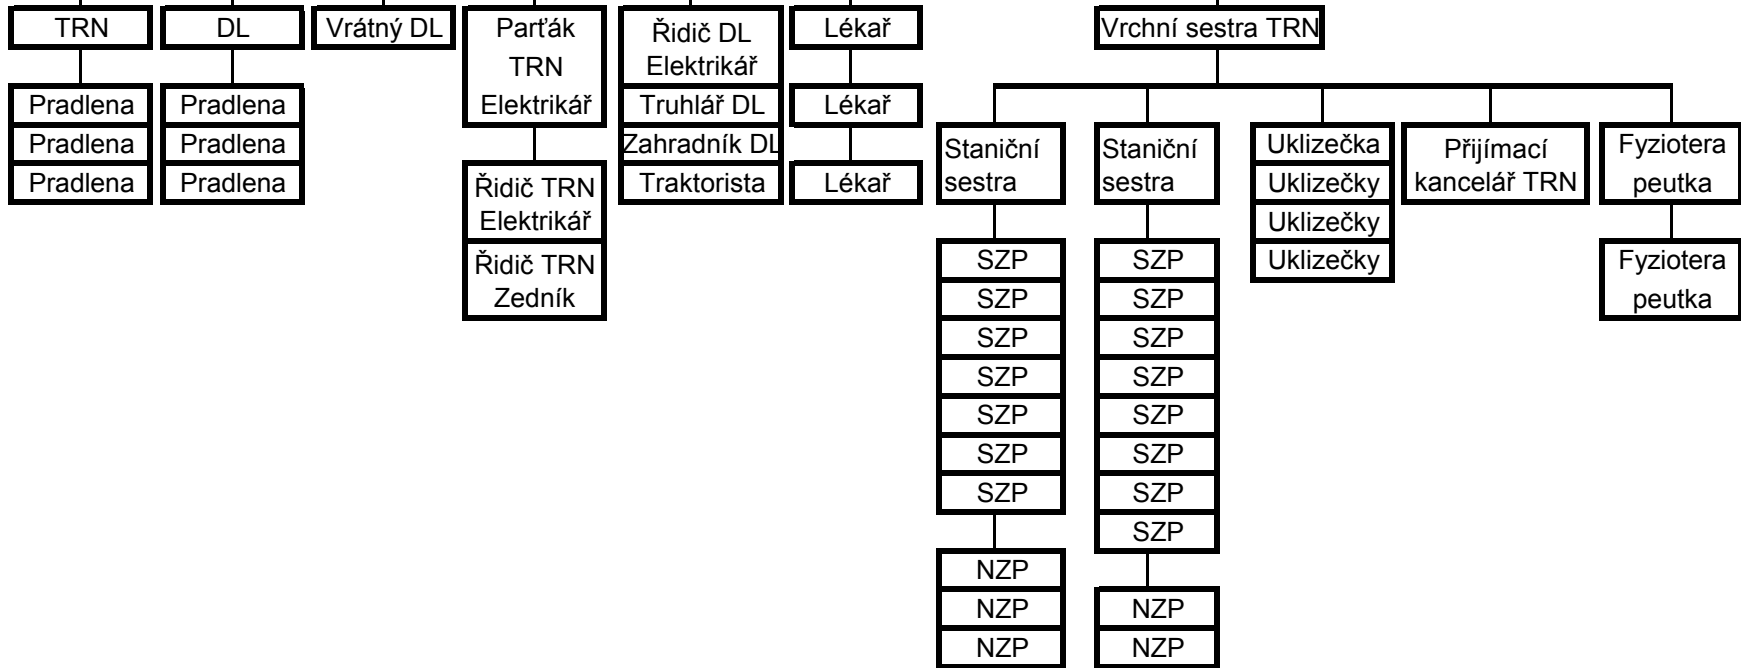 TRN
DL
Vrátný DL
Parťák
TRN
Elektrikář
Řidič DL
Elektrikář
Lékař
Vrchní sestra TRN
Pradlena
Pradlena
Pradlena
Pradlena
Pradlena
Pradlena
Řidič TRN
Elektrikář
Řidič TRN
Zedník
Truhlář DL
Zahradník DL
Traktorista
Lékař
Lékař
Staniční
sestra
SZP
SZP
SZP
SZP
SZP
SZP
SZP
NZP
NZP
NZP
Staniční
sestra
SZP
SZP
SZP
SZP
SZP
SZP
SZP
SZP
NZP
NZP
Uklizečka
Uklizečky
Uklizečky
Uklizečky
Přijímací
kancelář TRN
Fyziotera
peutka
Fyziotera
peutka